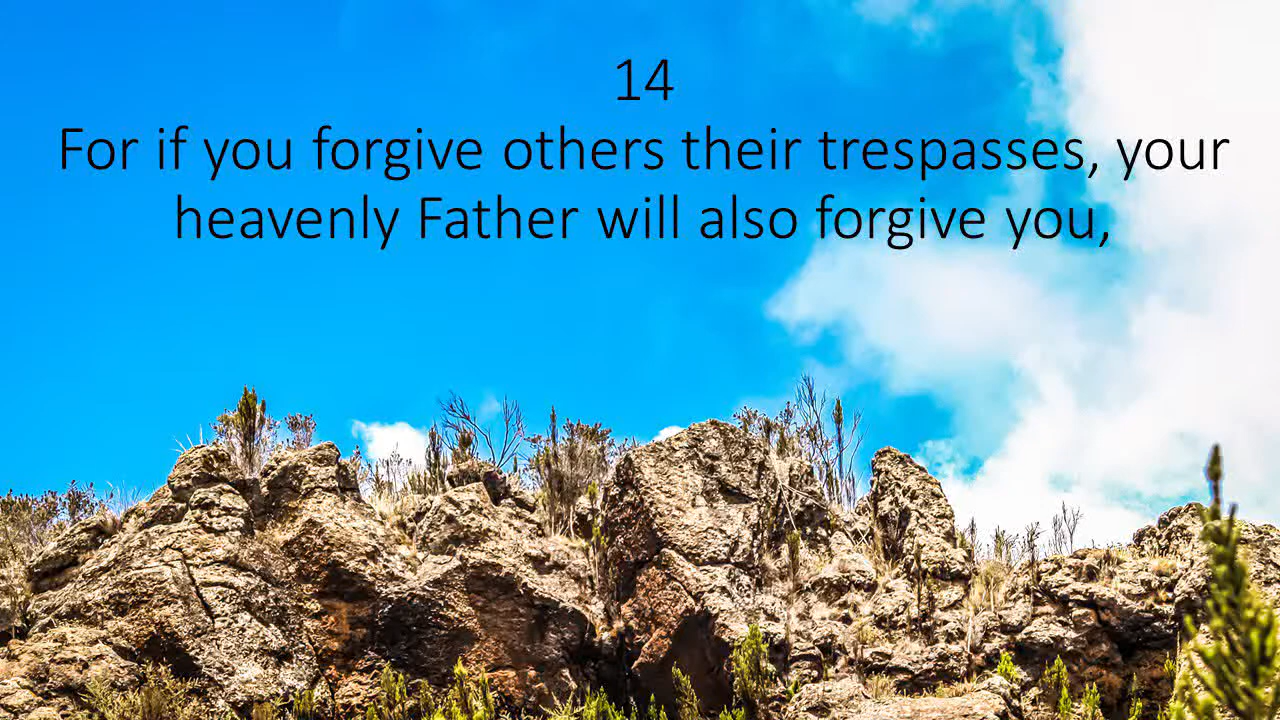 14
For if you forgive others their trespasses, your
heavenly Father will also forgive you,